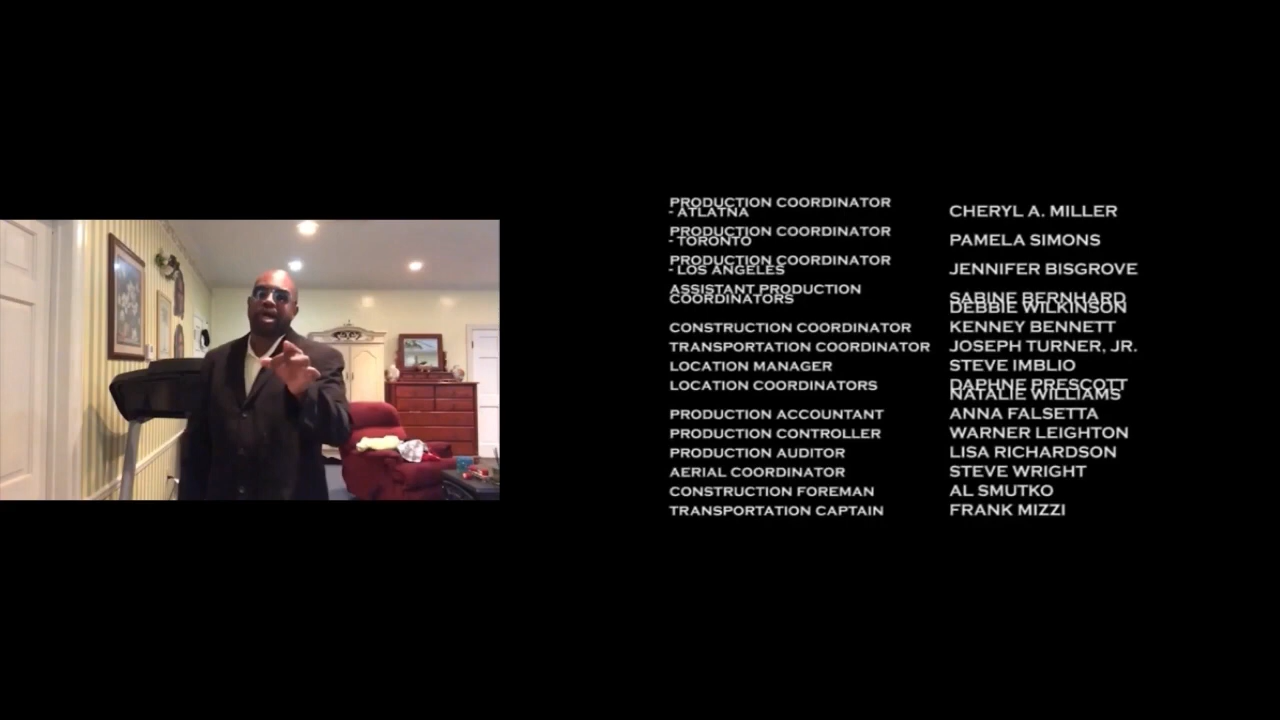 PRODUCTION COORDINATOR
- ATLATNA CHERYL A. MILLER
PRODUCTION COORDINATOR
- TORONTO PAMELA SIMONS
PRODUCTION COORDINATOR
- LOS ANGELES JENNIFER BISGROVE
ASSISTANT PRODUCTION
COORDINATORS SABINE BERNHARD
DEBBIE WILKINSON
CONSTRUCTION COORDINATOR KENNEY BENNETT
TRANSPORTATION COORDINATOR JOSEPH TURNER, JR.
LOCATION MANAGER STEVE IMBLIO
LOCATION COORDINATORS DAPHNE PRESCOTT
NATALIE WILLIAMS
PRODUCTION ACCOUNTANT ANNA FALSETTA
PRODUCTION CONTROLLER WARNER LEIGHTON
PRODUCTION AUDITOR LISA RICHARDSON
AERIAL COORDINATOR STEVE WRIGHT
CONSTRUCTION FOREMAN AL SMUTKO
TRANSPORTATION CAPTAIN FRANK MIZZI